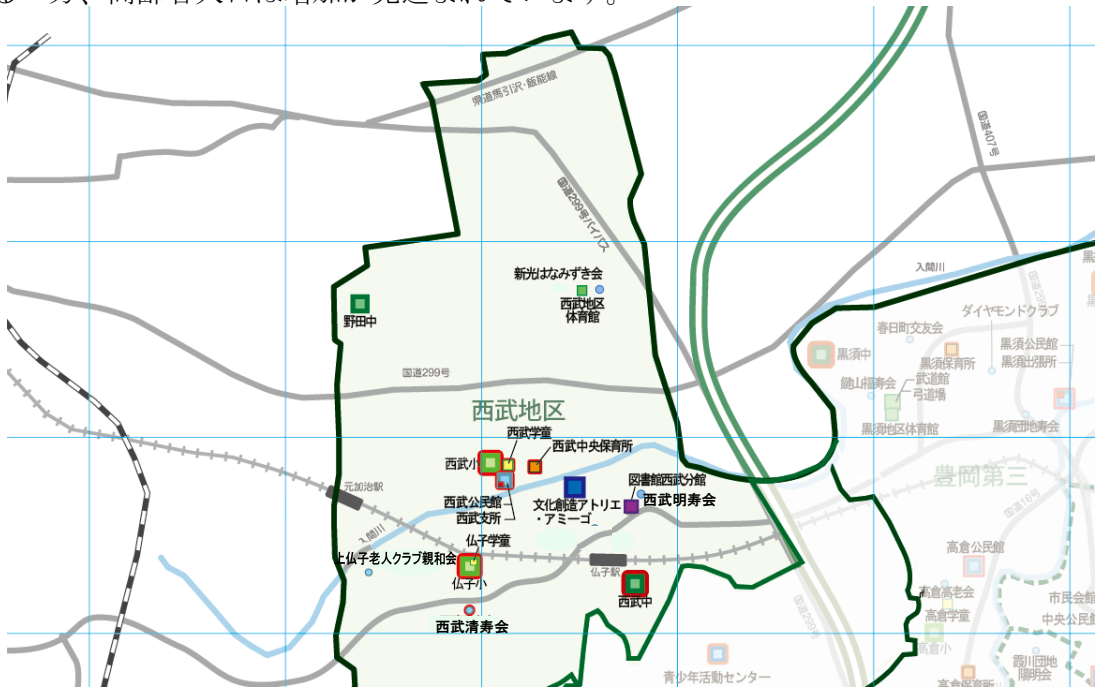 県道馬引沢・飯能線
国道407号
国道299号バイパス
入間川
新光はなみずき会
西武地区
体育館
野田中
ダイヤモンドクラブ
春日町交友会
黒須公民館
黒須出張所
黒須中
黒須保育所
武道館
弓道場
鍵山福寿会
黒須地区体育館
黒須団地寿会
国道299号
西武地区
西武学童
西武中央保育所
西武小
豊岡第三
図書館西武分館
西武明寿会
元加治駅
西武公民館
西武支所
文化創造アトリエ
・アミーゴ
国道16号
入間川
仏子学童
高倉公民館
上仏子老人クラブ親和会
仏子駅
仏子小
西武中
高倉高老会
高倉学童
高倉小
市民会館
中央公民
国道299号
西武清寿会
青少年活動センター
霞川団地
陽明会
高倉保育所